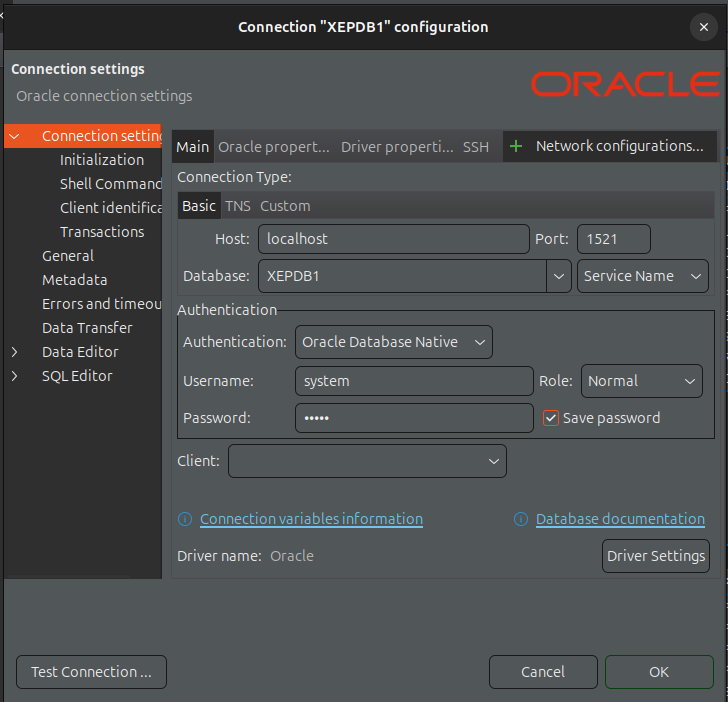 Connection "XEPDB1" configuration
Connection settings
Oracle connection settings
ORACLE
Connection settin
Initialization
Shell Command
Client identifica
Transactions
General
Metadata
Errors and timeou
Data Transfer
Data Editor
SQL Editor
Main Oracle propert... Driver properti... SSH + Network configurations...
Connection Type:
Basic TNS Custom
Host: localhost Port: 1521
Database: XEPDB1 Service Name
Authentication
Authentication: Oracle Database Native
Username: system Role: Normal
Password: ••••• Save password
Client:
Connection variables information Database documentation
Driver name: Oracle Driver Settings
Test Connection ... Cancel OK